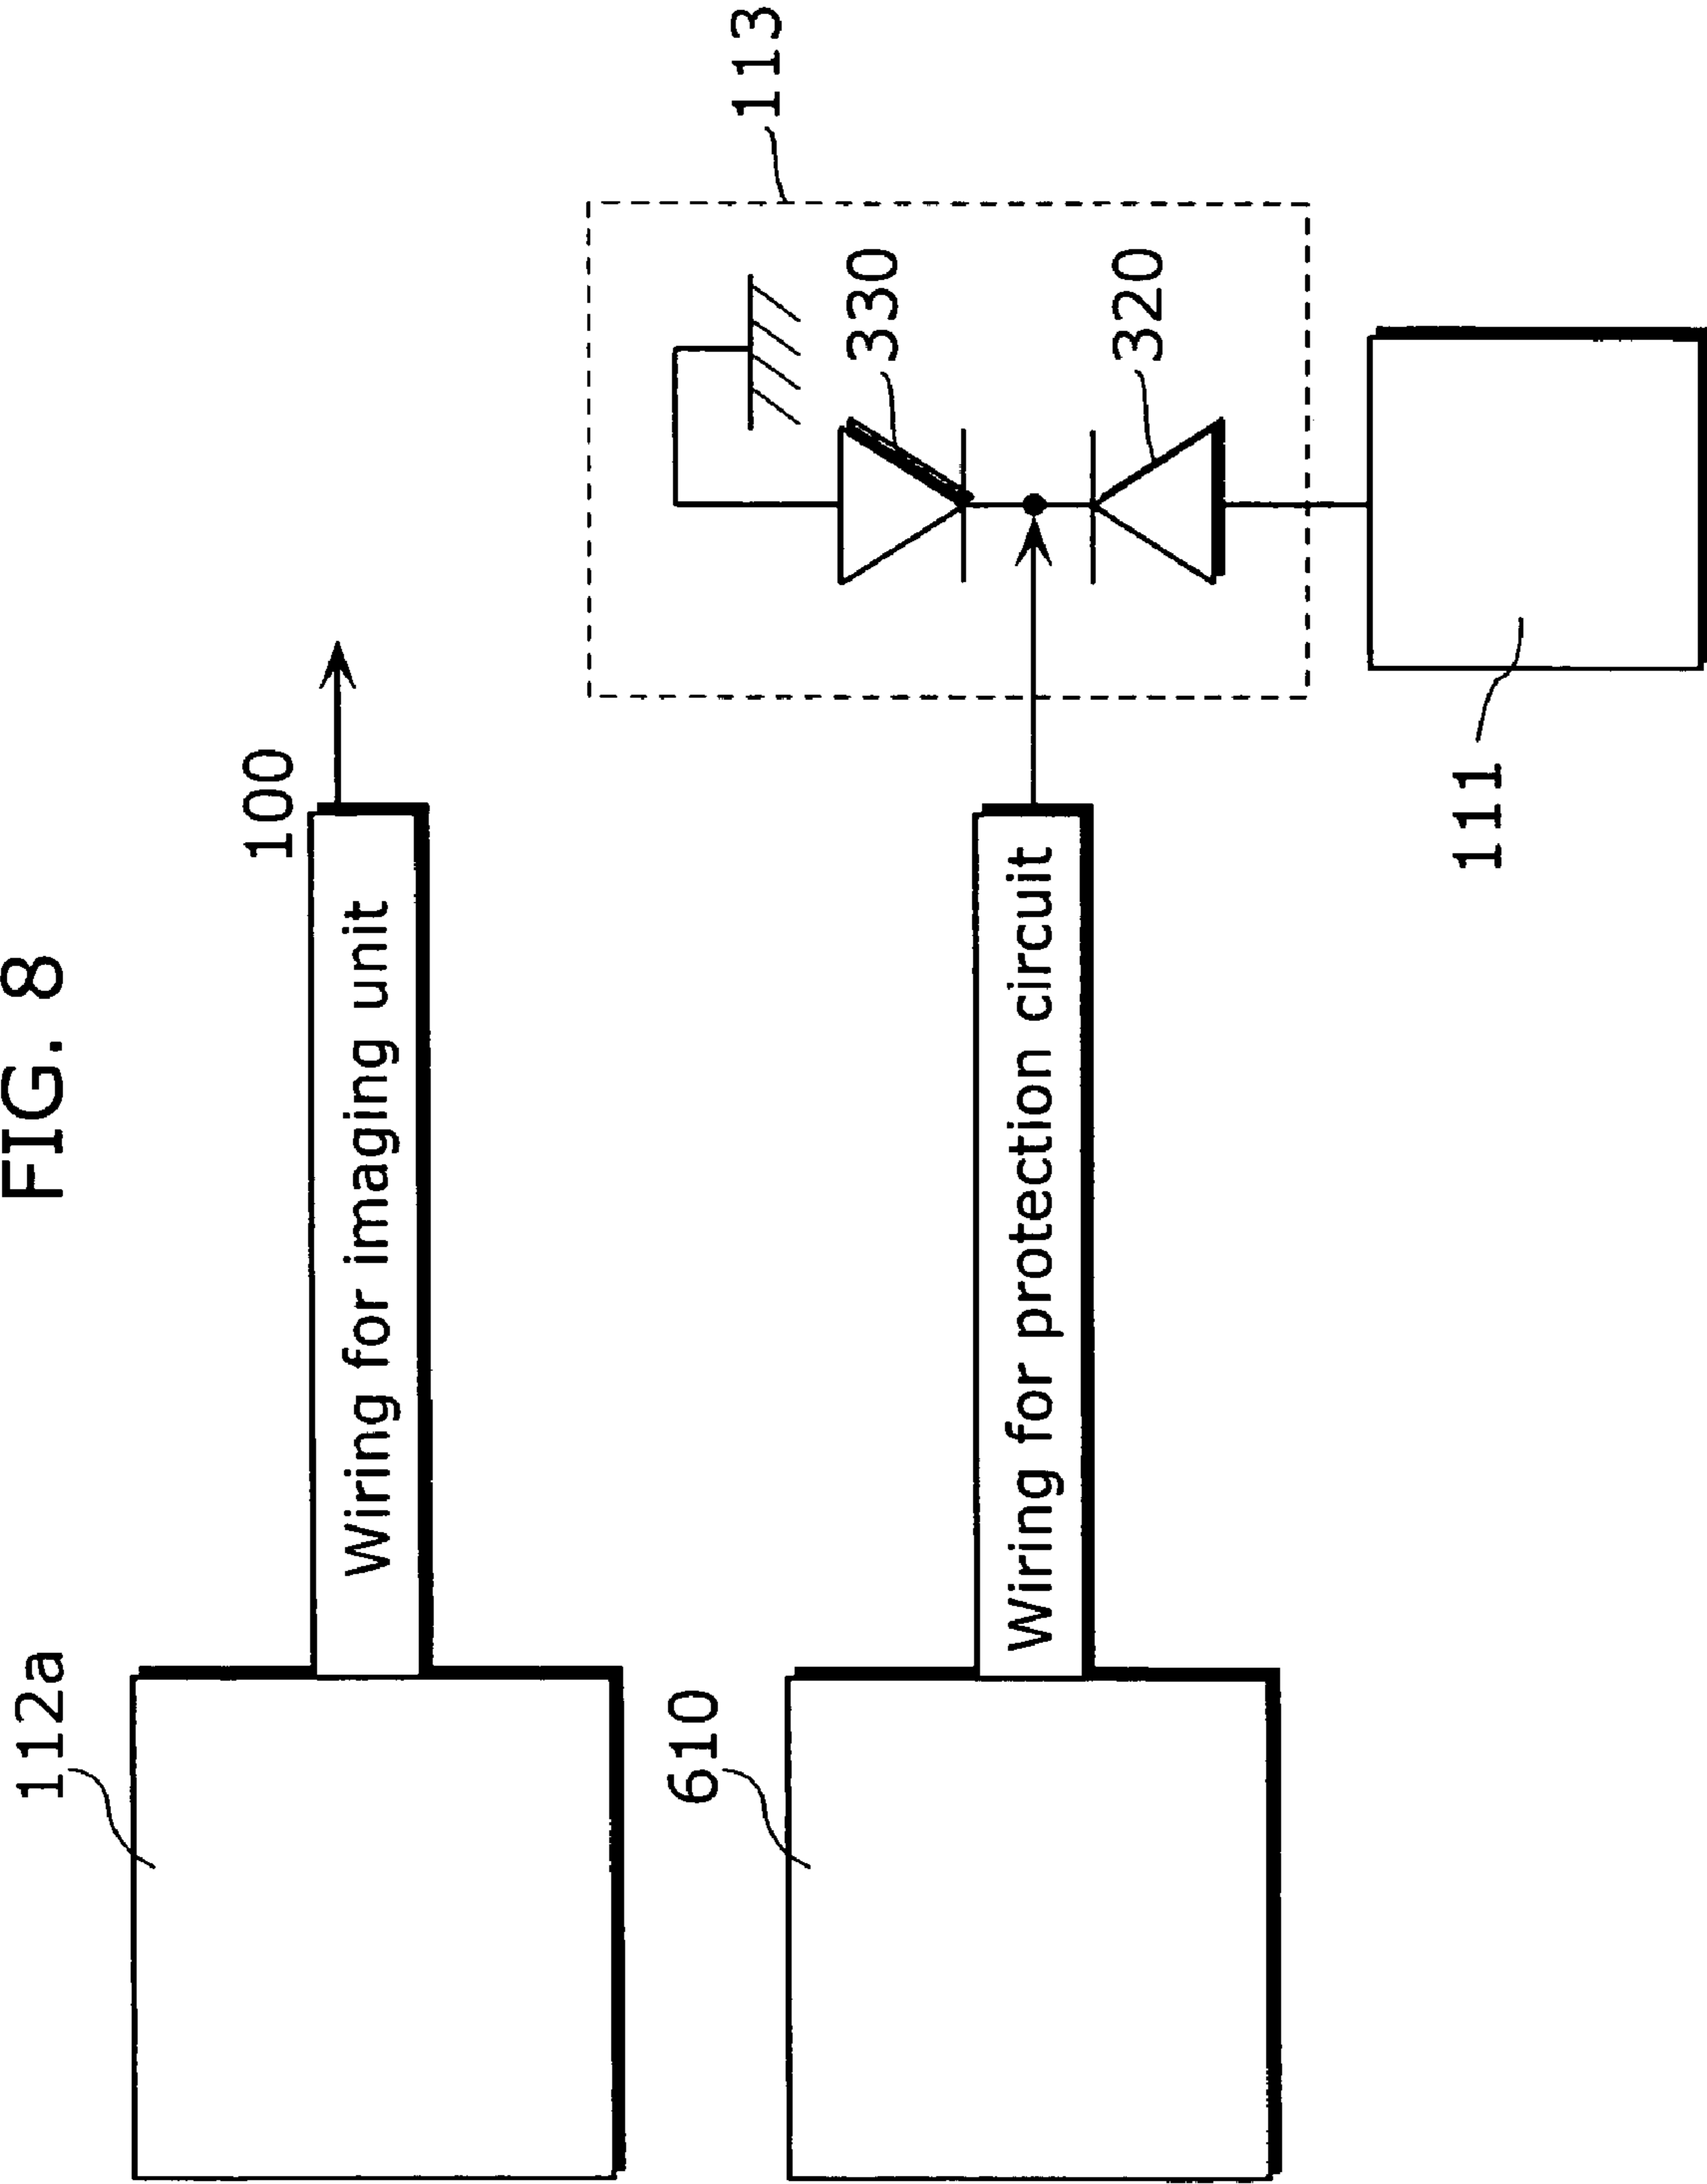 FIG. 8
112a
Wiring for imaging unit
100
610
Wiring for protection circuit
113
330
320
111